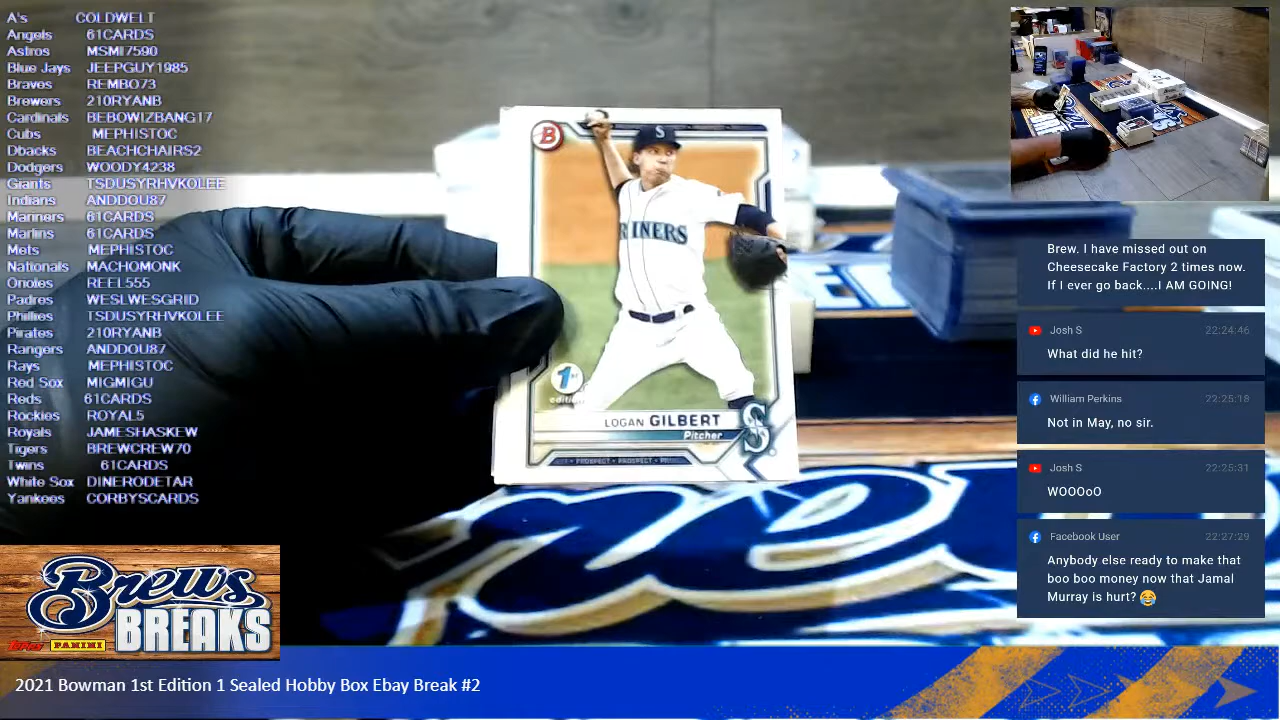 A's COLDWELT
Angels 61CARDS
Astros MSMI7590
Blue Jays JEEPGUY1985
Braves REMBO73
Brewers 210RYANB
Cardinals BEBOWIZBANG17
Cubs MEPHISTOC
Dbacks BEACHCHAIRS2
Dodgers WOODY4238
Giants TSDUSYRHVKOLEE
Indians ANDDOU87
Mariners 61CARDS
Marlins 61CARDS
Mets MEPHISTOC
Nationals MACHOMONK
Orioles REEL555
Padres WESLWESGRID
Phillies TSDUSYRHVKOLEE
Pirates 210RYANB
Rangers ANDDOU87
Rays MEPHISTOC
Red Sox MIGMIGU
Reds 61CARDS
Rockies ROYAL5
Royals JAMESHASKEW
Tigers BREWCREW70
Twins 61CARDS
White Sox DINERODETAR
Yankees CORBYSCARDS
B
S
RINERS
1st
edition
LOGAN GILBERT
Pitcher
PROSPECT • PROSPECT
S
Brew. I have missed out on
Cheesecake Factory 2 times now.
If I ever go back....I AM GOING!
Josh S 22:24:46
What did he hit?
William Perkins 22:25:18
Not in May, no sir.
Josh S 22:25:31
WOOOoO
Facebook User 22:27:29
Anybody else ready to make that
boo boo money now that Jamal
Murray is hurt? 😂
Brews
BREAKS
Topps PANINI
2021 Bowman 1st Edition 1 Sealed Hobby Box Ebay Break #2